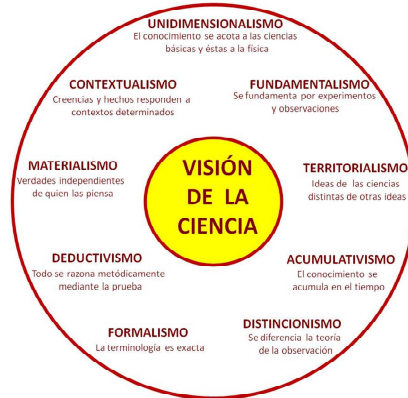 UNIDIMENSIONALISMO
El conocimiento se acota a las ciencias
básicas y éstas a la física
CONTEXTUALISMO
Creencias y hechos responden a
contextos determinados
FUNDAMENTALISMO
Se fundamenta por experimentos
y observaciones
MATERIALISMO
Verdades independientes
de quien las piensa
VISIÓN
DE LA
CIENCIA
TERRITORIALISMO
Ideas de las ciencias
distintas de otras ideas
DEDUCTIVISMO
Todo se razona metódicamente
mediante la prueba
ACUMULATIVISMO
El conocimiento se
acumula en el tiempo
FORMALISMO
La terminología es exacta
DISTINCIONISMO
Se diferencia la teoría
de la observación